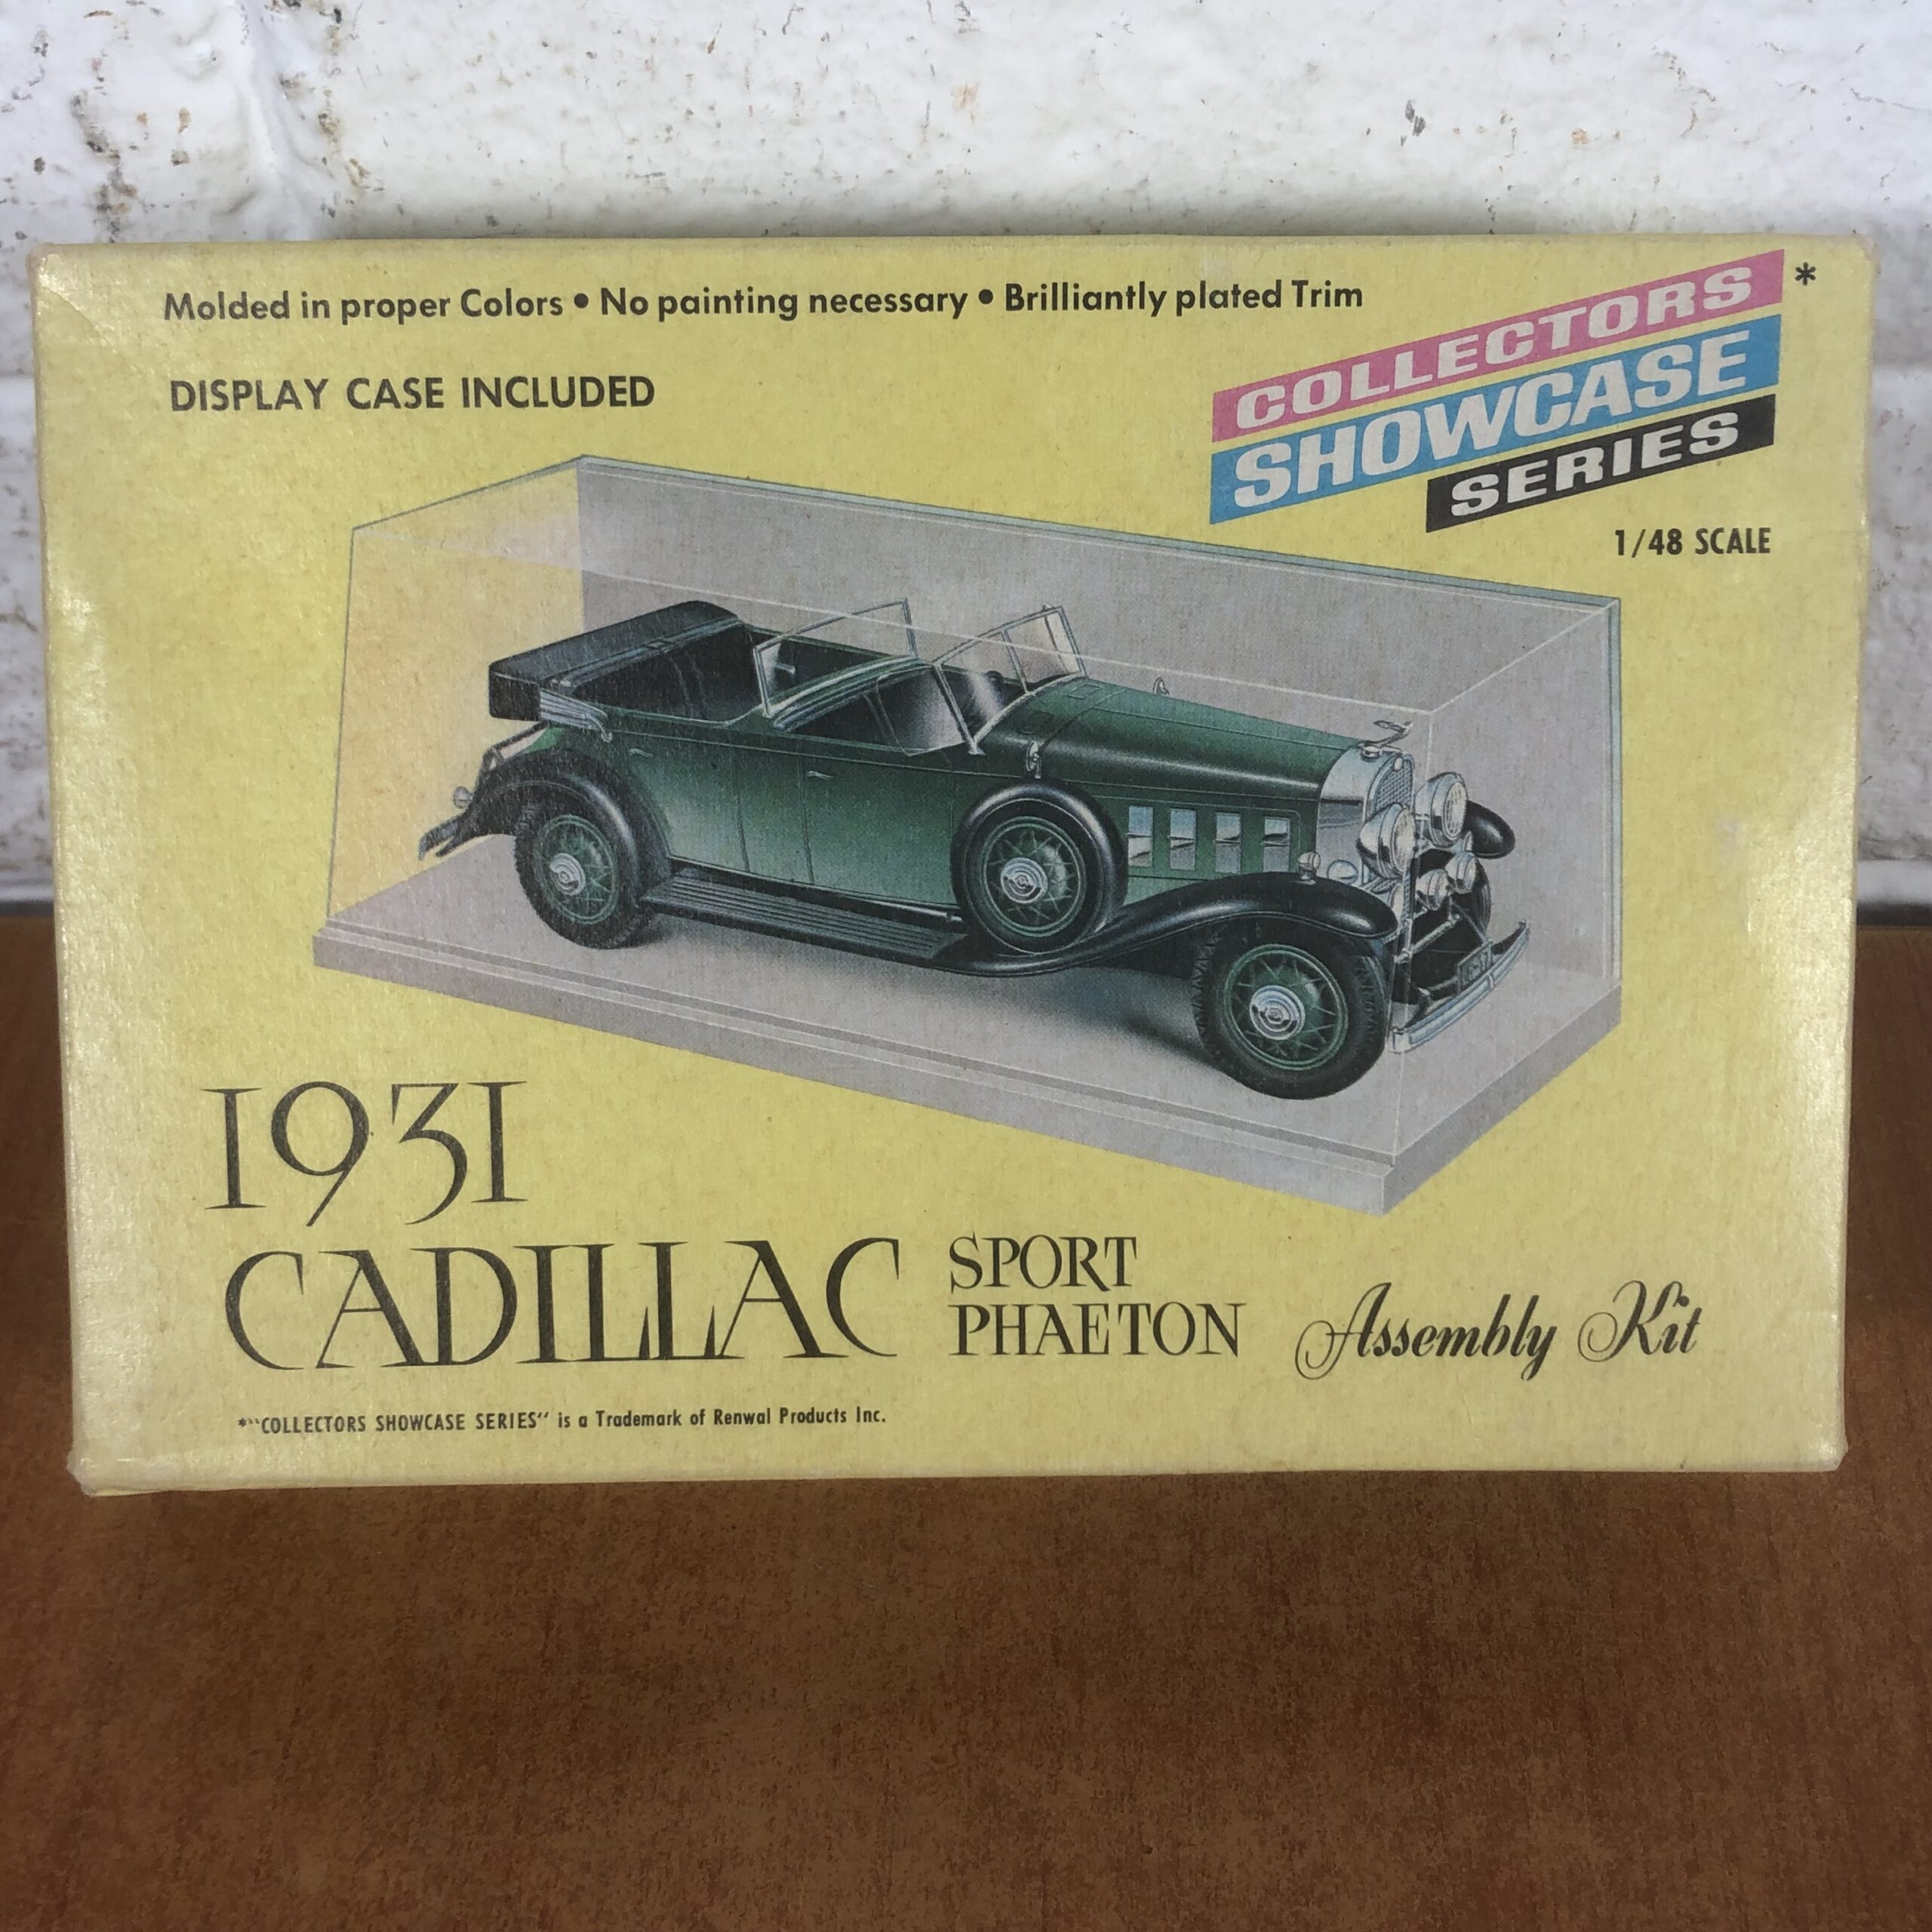 Molded in proper Colors • No painting necessary • Brilliantly plated Trim
DISPLAY CASE INCLUDED
COLLECTORS *
SHOWCASE
SERIES
1/48 SCALE
1931
CADILLAC
SPORT
PHAETON
Assembly Kit
*"COLLECTORS SHOWCASE SERIES" is a Trademark of Renwal Products Inc.